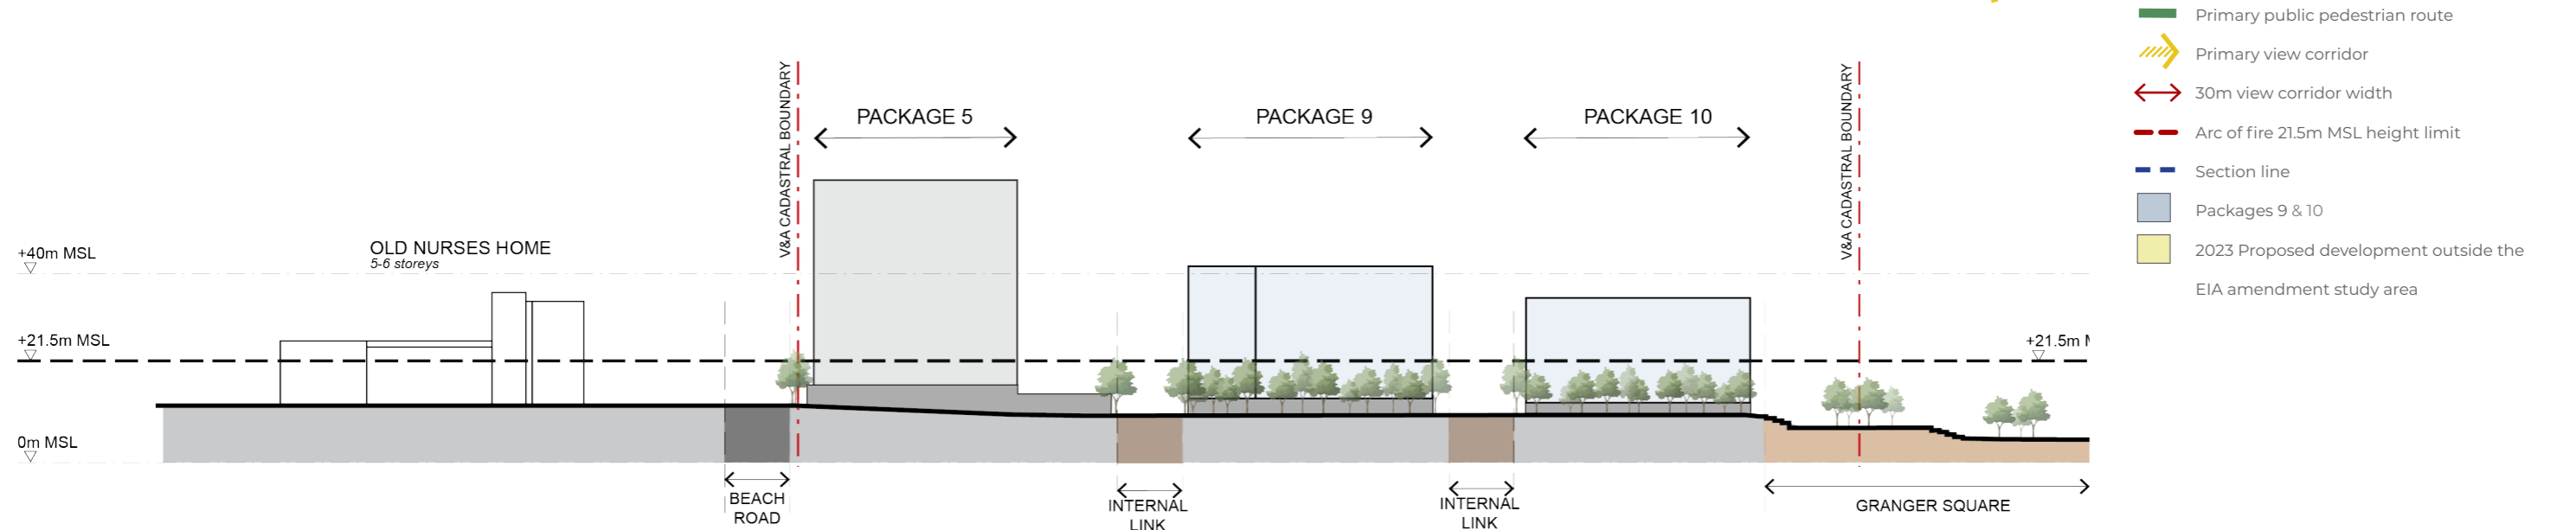 Primary public pedestrian route
Primary view corridor
30m view corridor width
Arc of fire 21.5m MSL height limit
Section line
Packages 9 & 10
2023 Proposed development outside the
EIA amendment study area
V&A CADASTRAL BOUNDARY
V&A CADASTRAL BOUNDARY
PACKAGE 5
PACKAGE 9
PACKAGE 10
OLD NURSES HOME
5-6 storeys
+40m MSL
+21.5m MSL
+21.5m M
0m MSL
BEACH
ROAD
INTERNAL
LINK
INTERNAL
LINK
GRANGER SQUARE